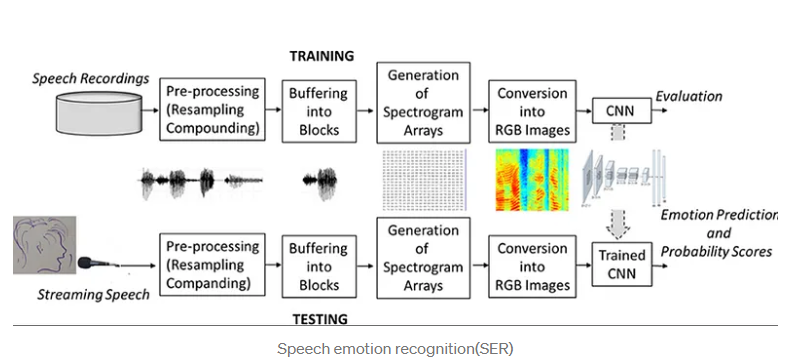 TRAINING
Speech Recordings
Pre-processing
(Resampling
Compounding)
Buffering
into
Blocks
Generation
of
Spectrogram
Arrays
Conversion
into
RGB Images
CNN
Evaluation
Streaming Speech
Pre-processing
(Resampling
Companding)
Buffering
into
Blocks
Generation
of
Spectrogram
Arrays
Conversion
into
RGB Images
Trained
CNN
Emotion Prediction
and
Probability Scores
TESTING
Speech emotion recognition(SER)